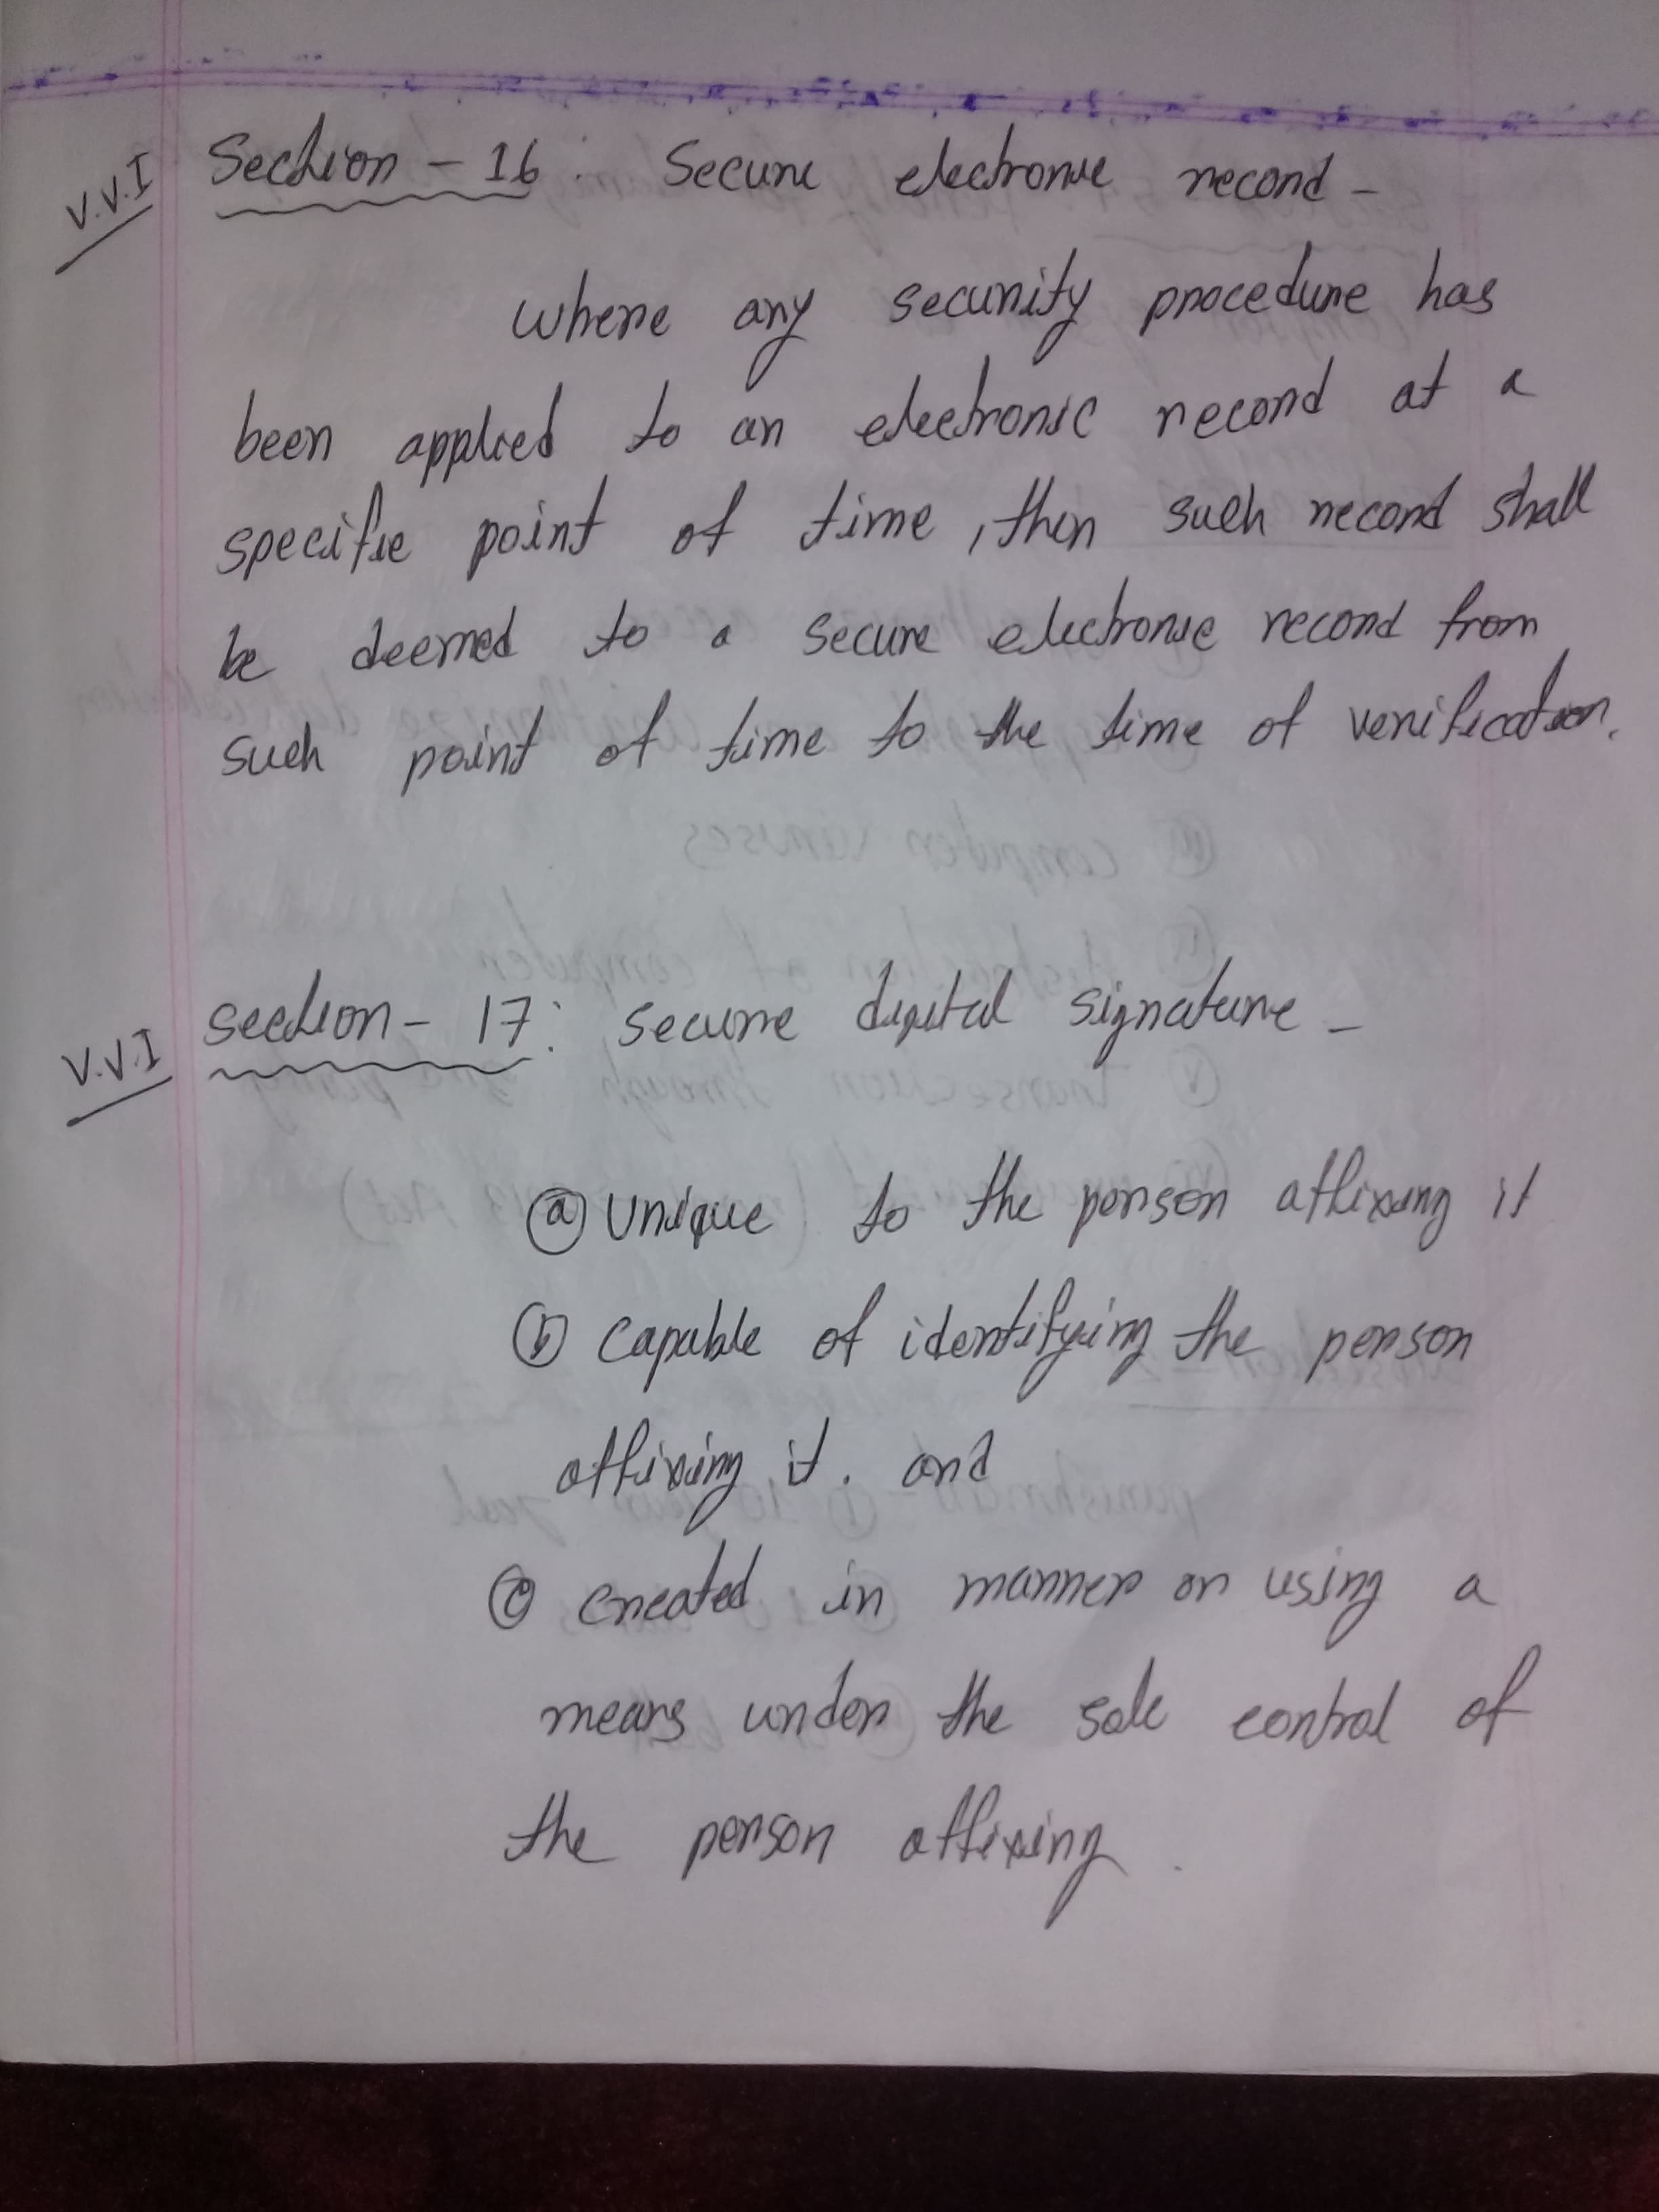 V.V.I Section - 16 : Secure electronic record -
where any security procedure has
been applied to an electronic record at a
specific point of time, then such record shall
be deemed to a secure electronic record from
such point of time to the time of verification.
V.V.I section - 17 : secure digital signature -
(a) Unique to the person affixing it
(b) capable of identifying the person
affixing it. and
(c) created in manner or using a
means under the sole control of
the person affixing.